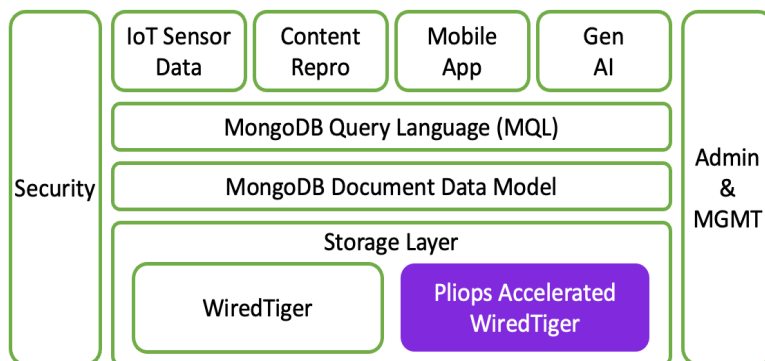 Security
IoT Sensor
Data
Content
Repro
Mobile
App
Gen
AI
MongoDB Query Language (MQL)
MongoDB Document Data Model
Storage Layer
WiredTiger
Pliops Accelerated
WiredTiger
Admin
&
MGMT